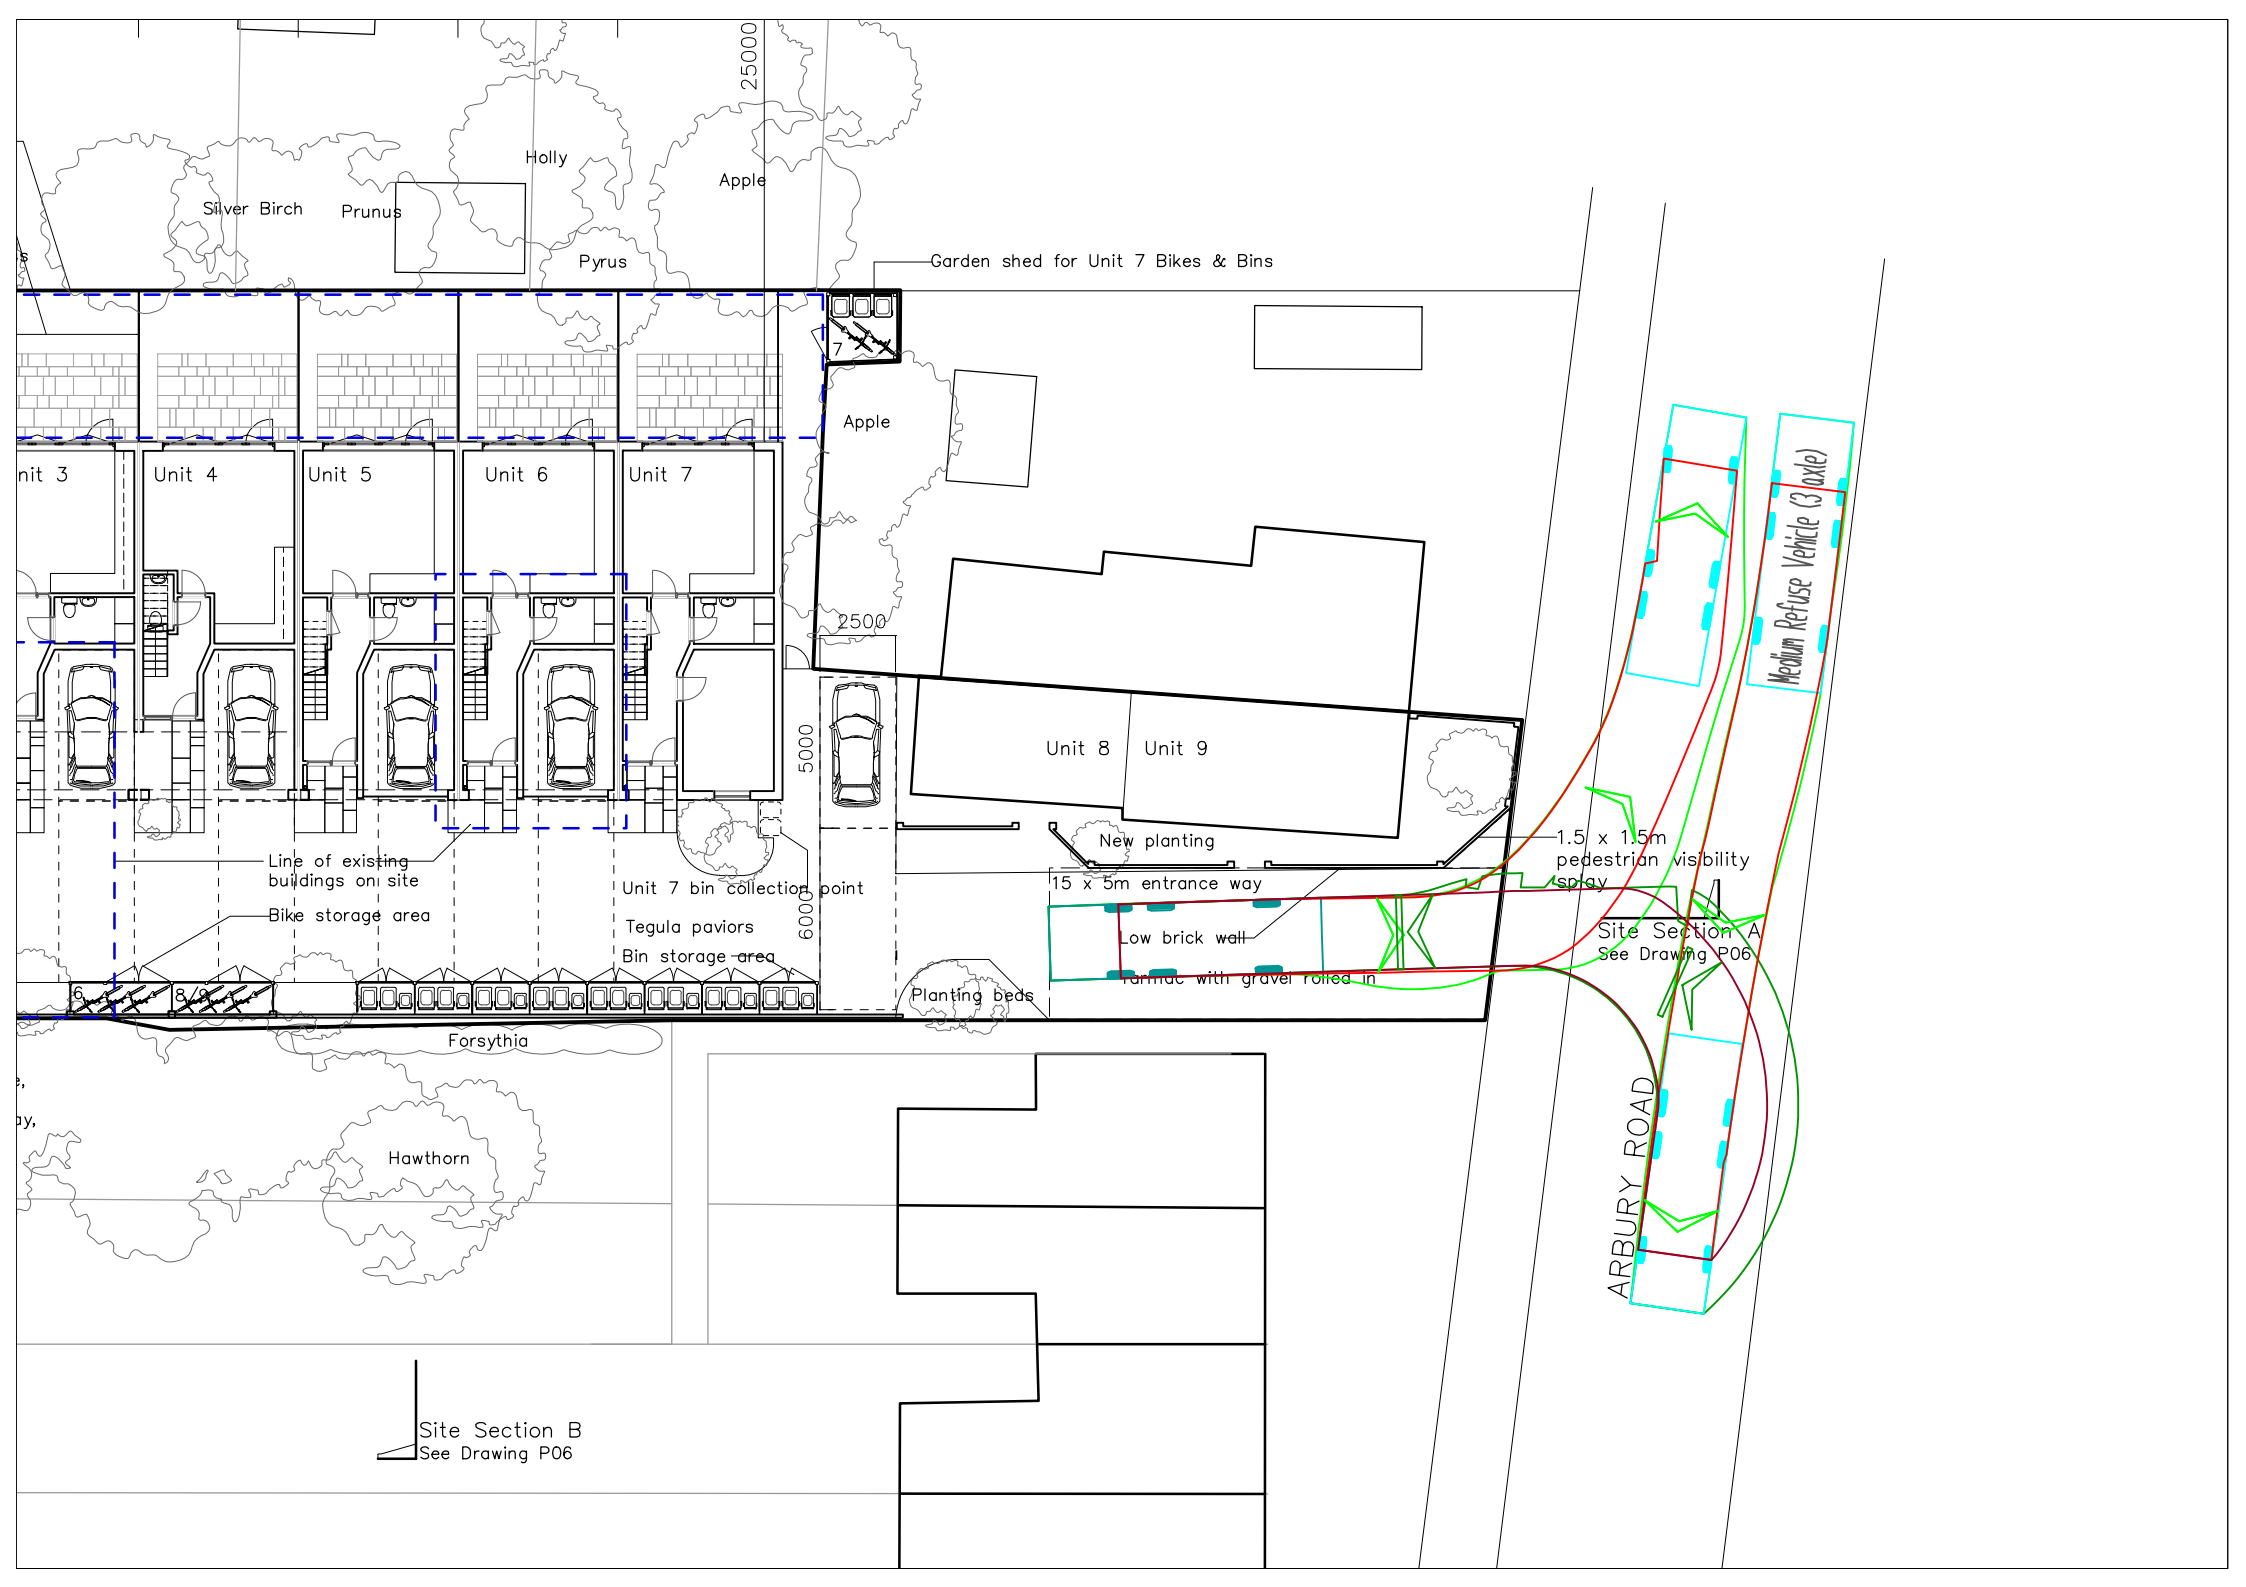 25000
Holly
Apple
Silver Birch
Prunus
Pyrus
Garden shed for Unit 7 Bikes & Bins
7
Apple
Unit 4
Unit 5
Unit 6
Unit 7
nit 3
Medium Refuse Vehicle (3 axle)
2500
5000
Unit 8
Unit 9
New planting
1.5 x 1.5m
pedestrian visibility
splay
Line of existing
buildings on site
Unit 7 bin collection point
15 x 5m entrance way
Bike storage area
6000
Tegula paviors
Low brick wall
Site Section A
See Drawing P06
Bin storage area
Tarmac with gravel rolled in
Planting beds
6
8/9
Forsythia
ARBURY ROAD
ay,
Hawthorn
Site Section B
See Drawing P06